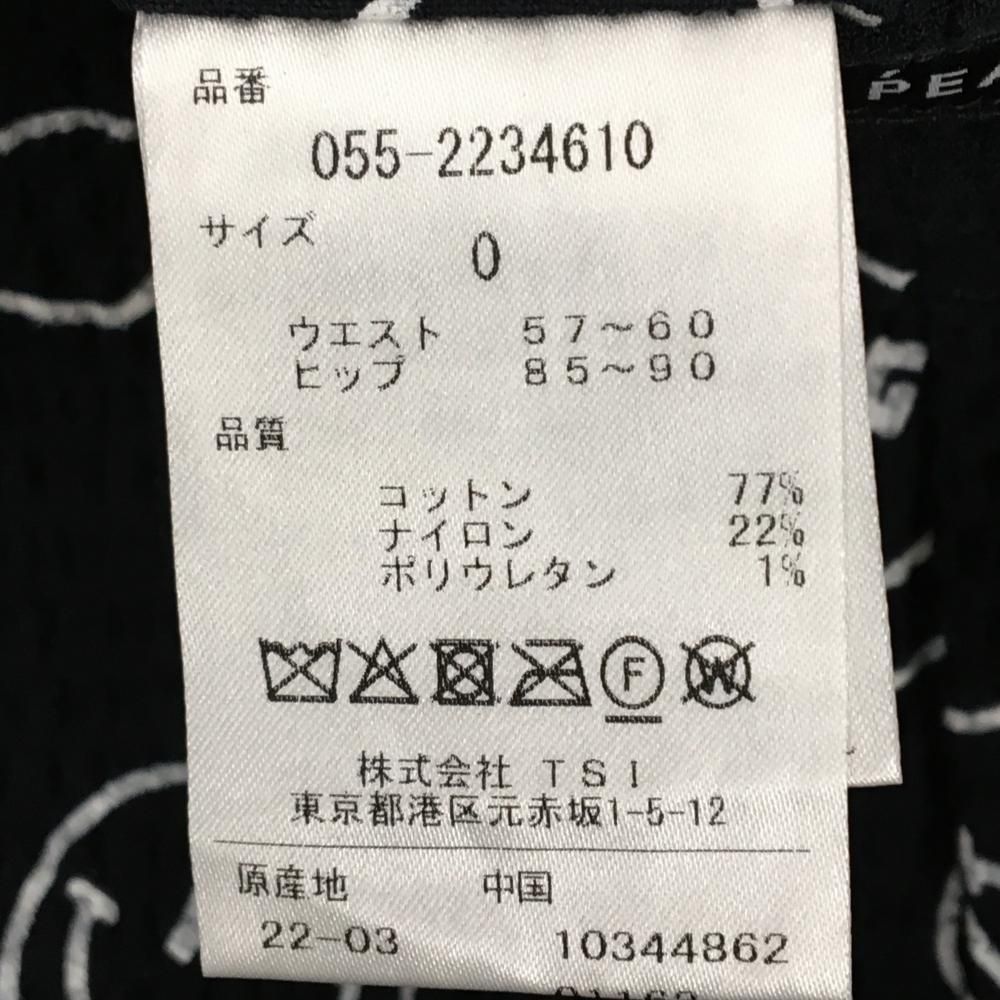 品番
055-2234610
サイズ
0
ウエスト 57～60
ヒップ 85～90
品質
コットン 77%
ナイロン 22%
ポリウレタン 1%
F
W
株式会社 TSI
東京都港区元赤坂1-5-12
原産地 中国
22-03 10344862